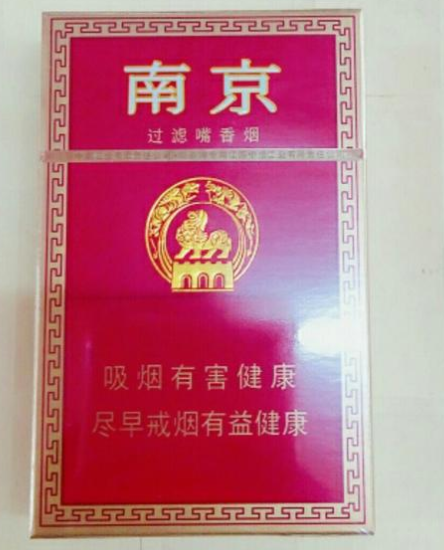 南京
过滤嘴香烟
吸烟有害健康
尽早戒烟有益健康